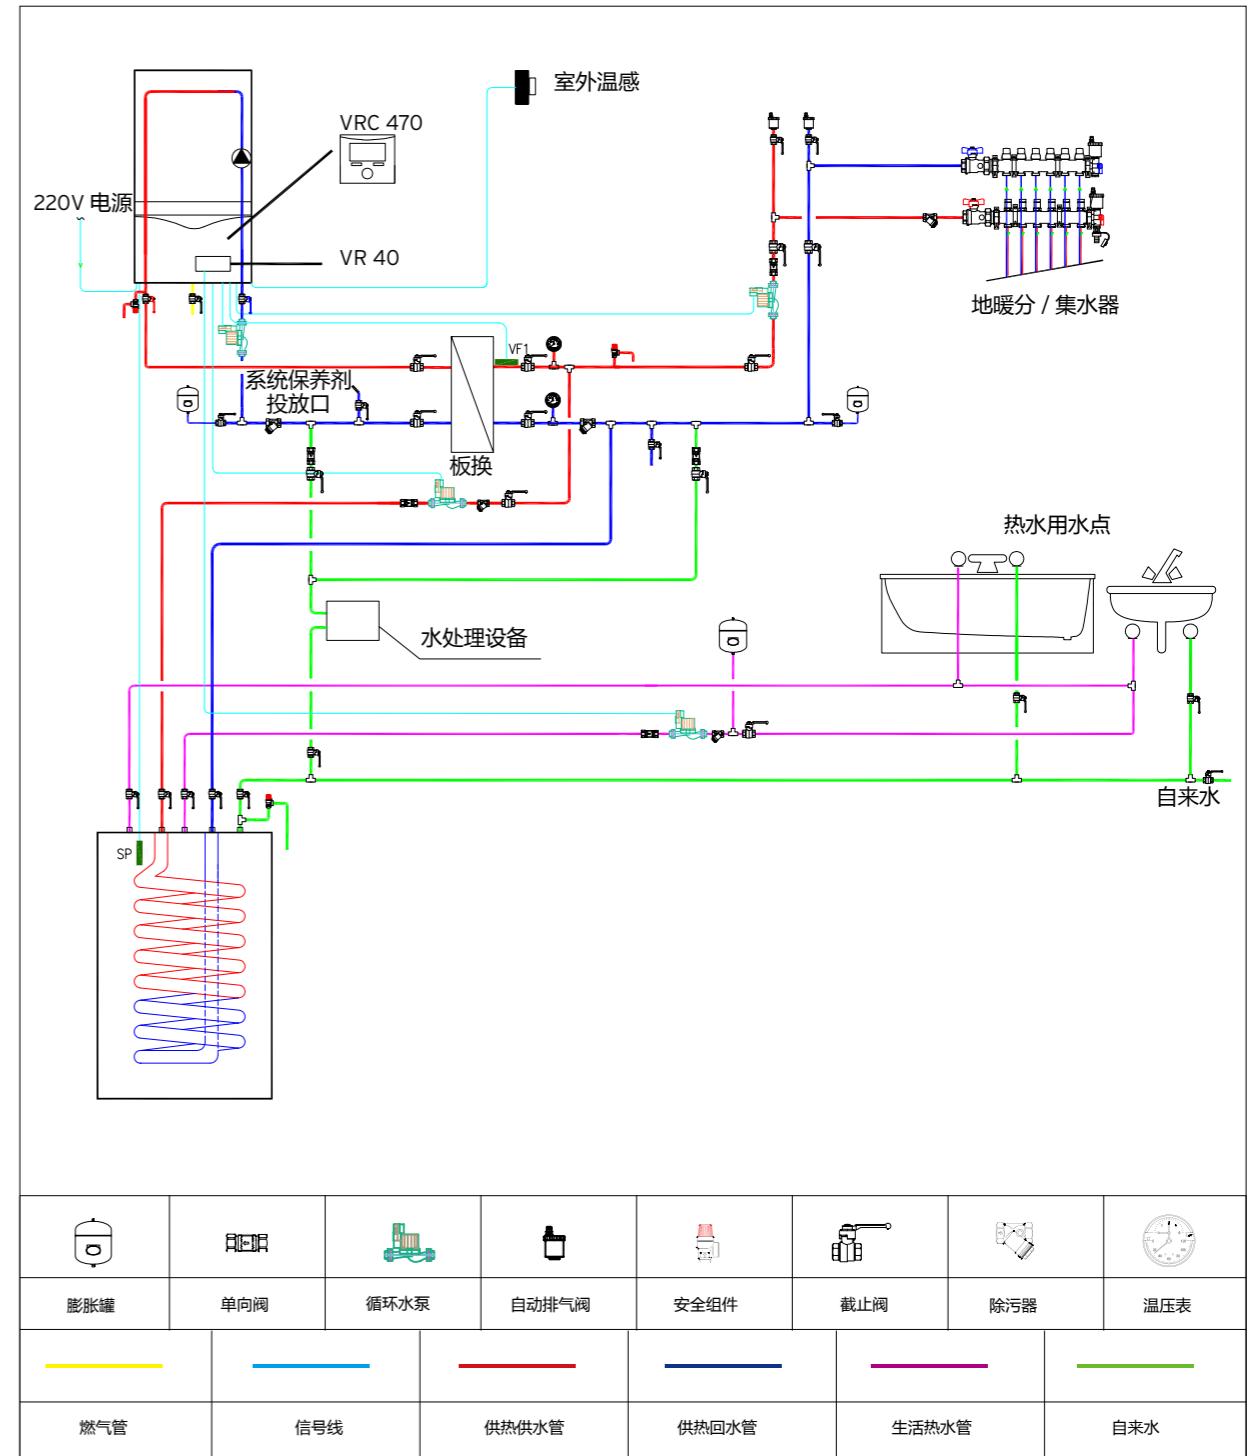 室外温感
VRC 470
220V 电源
VR 40
地暖分 / 集水器
VF1
系统保养剂
投放口
板换
热水用水点
水处理设备
自来水
SP
膨胀罐
单向阀
循环水泵
自动排气阀
安全组件
截止阀
除污器
温压表
燃气管
信号线
供热供水管
供热回水管
生活热水管
自来水